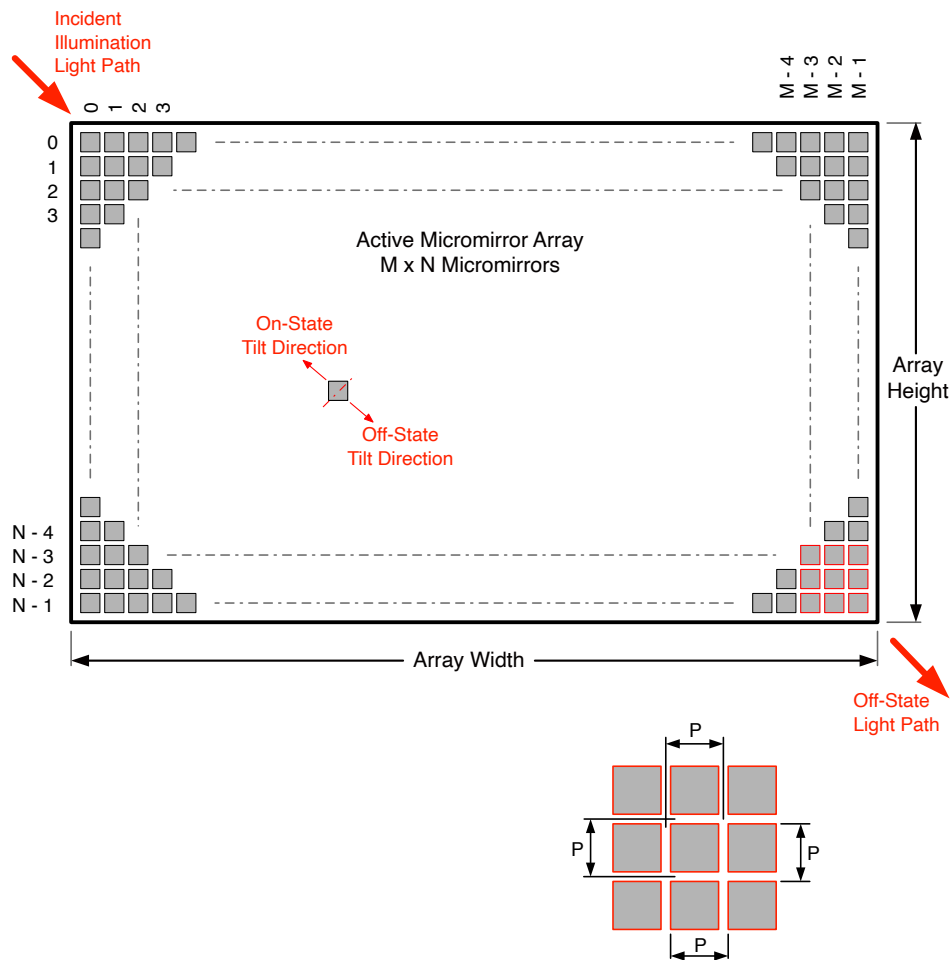 Incident
Illumination
Light Path
0
1
2
3
M - 4
M - 3
M - 2
M - 1
0
1
2
3
Active Micromirror Array
M x N Micromirrors
On-State
Tilt Direction
Off-State
Tilt Direction
Array
Height
N - 4
N - 3
N - 2
N - 1
Array Width
Off-State
Light Path
P
P
P
P